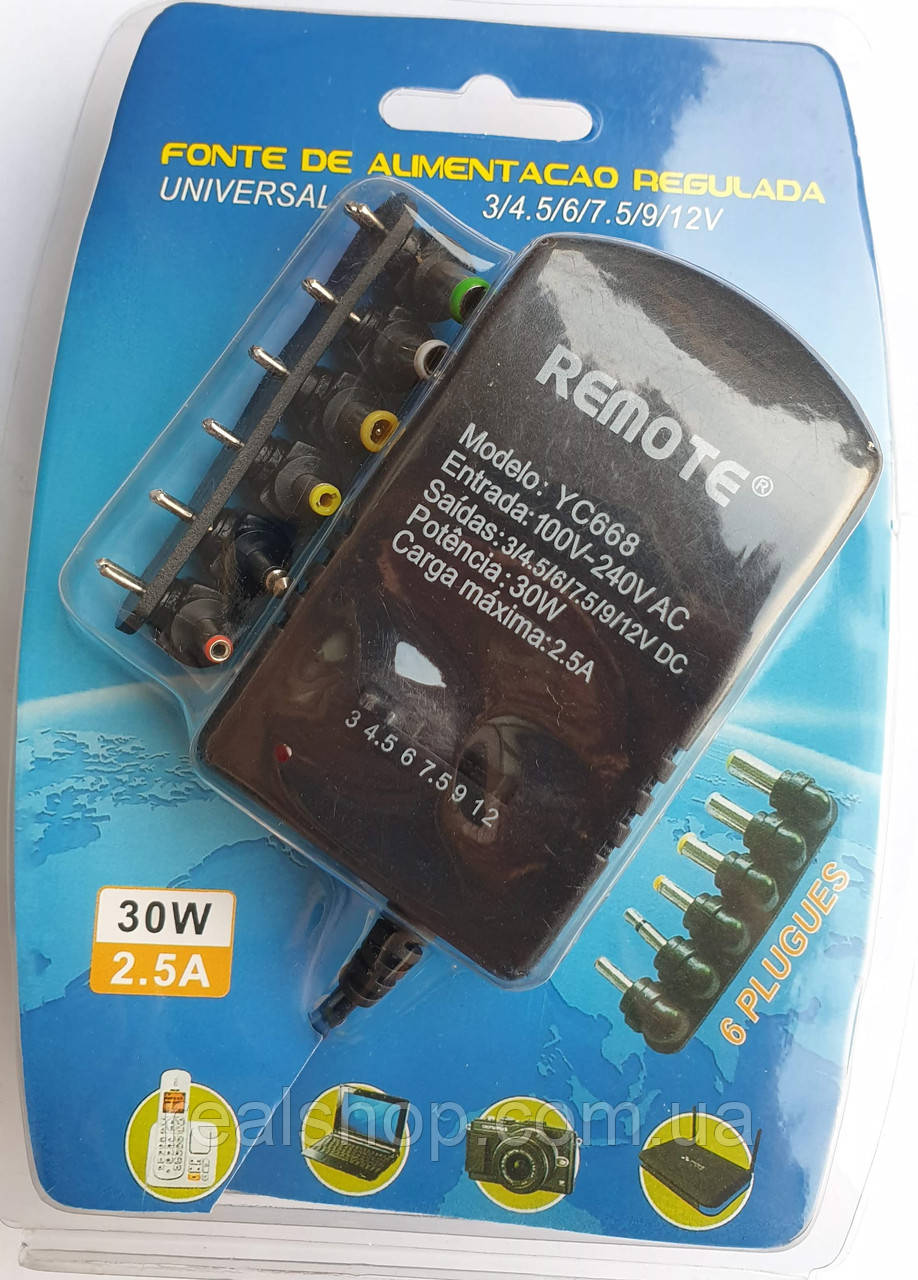 FONTE DE ALIMENTACAO REGULADA
UNIVERSAL 3/4.5/6/7.5/9/12V
REMOTE®
Modelo: YC668
Entrada: 100V-240V AC
Saídas: 3/4.5/6/7.5/9/12V DC
Potência: 30W
Carga máxima: 2.5A
3 4.5 6 7.5 9 12
30W
2.5A
6 PLUGUES
realshop.com.ua